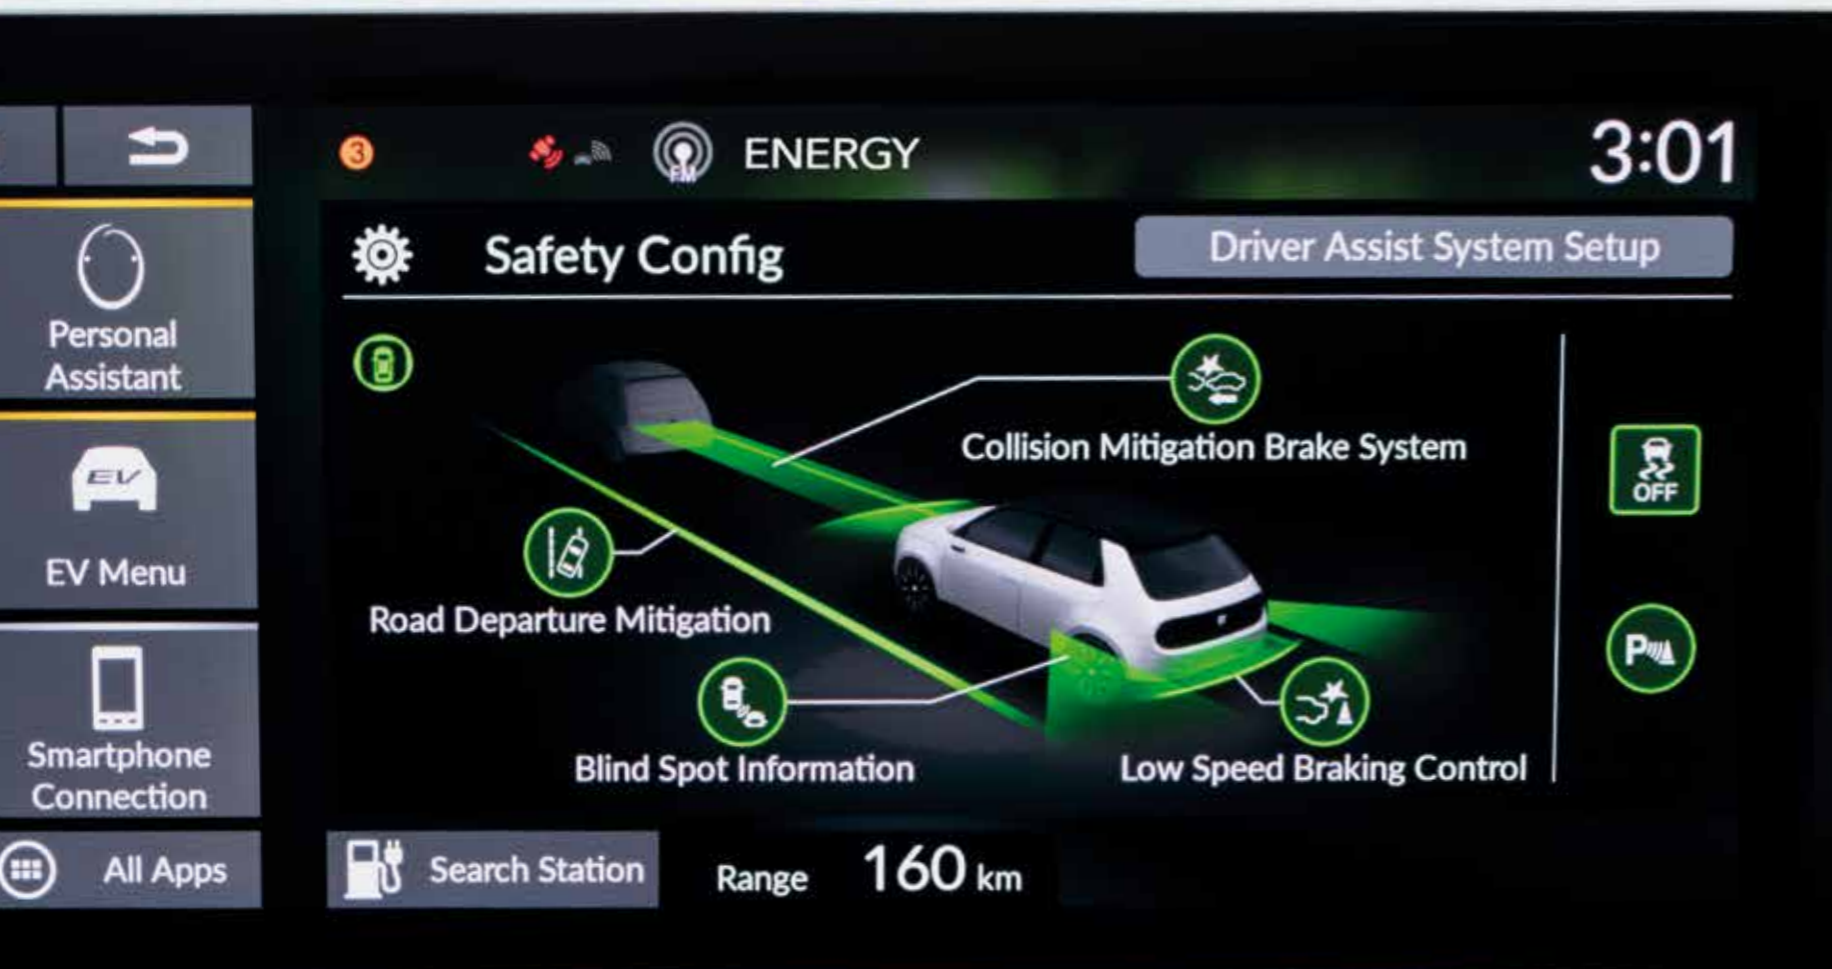 3
FM
ENERGY
3:01
Safety Config
Driver Assist System Setup
Personal
Assistant
Collision Mitigation Brake System
EV
OFF
EV Menu
Road Departure Mitigation
P
Blind Spot Information
Low Speed Braking Control
Smartphone
Connection
All Apps
Search Station
Range 160 km